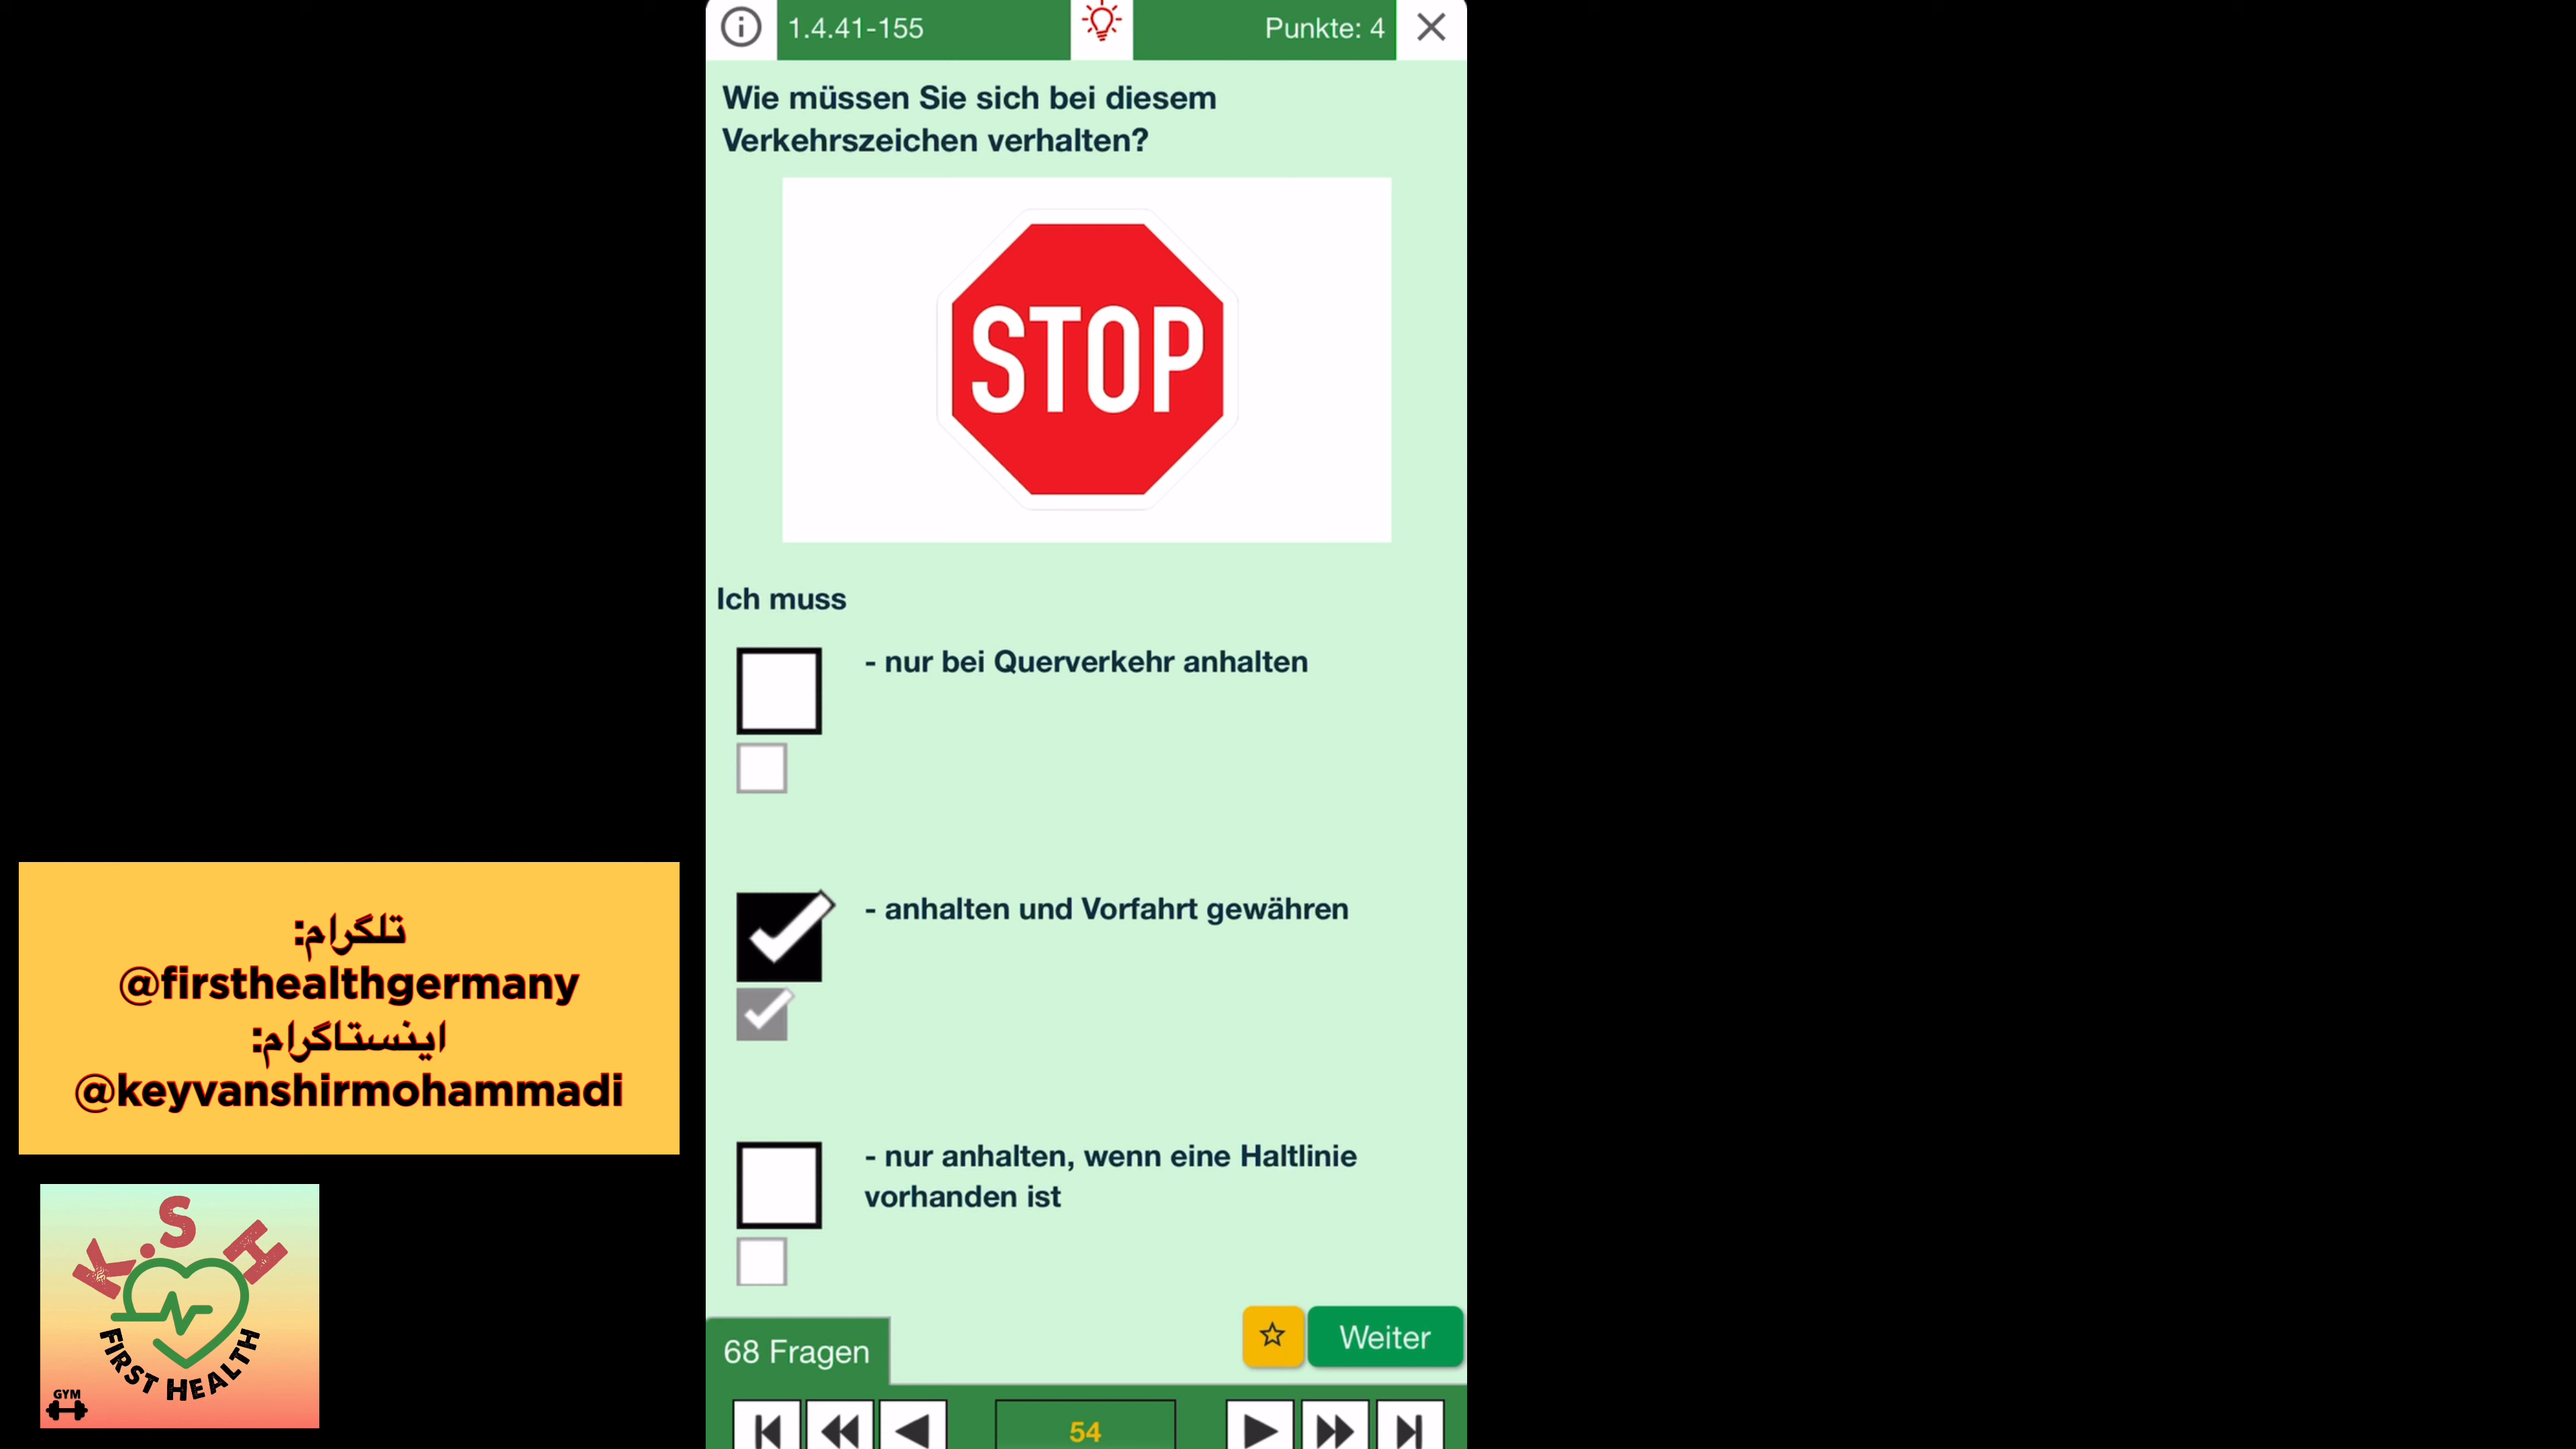 1.4.41-155
Punkte: 4
Wie müssen Sie sich bei diesem
Verkehrszeichen verhalten?
STOP
Ich muss
- nur bei Querverkehr anhalten
- anhalten und Vorfahrt gewähren
- nur anhalten, wenn eine Haltlinie
vorhanden ist
68 Fragen
Weiter
54
تلگرام:
@firsthealthgermany
اینستاگرام:
@keyvanshirmohammadi
K.SH
FIRST HEALTH
GYM